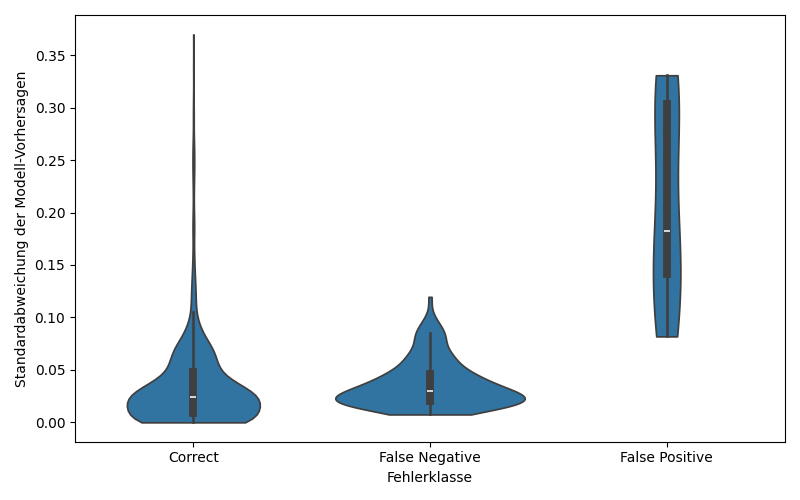 Standardabweichung der Modell-Vorhersagen
0.35
0.30
0.25
0.20
0.15
0.10
0.05
0.00
Correct
False Negative
False Positive
Fehlerklasse